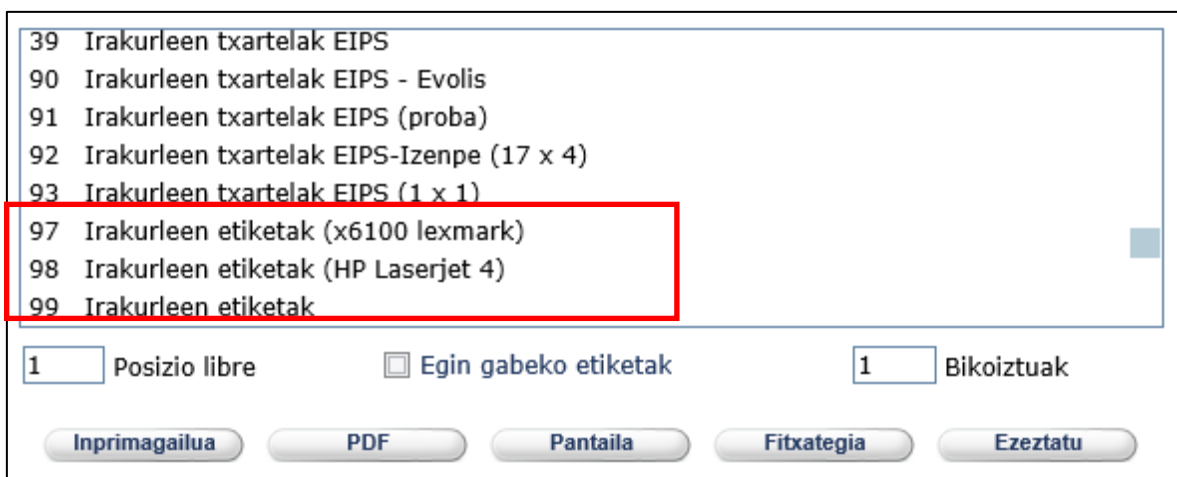 39 Irakurleen txartelak EIPS
90 Irakurleen txartelak EIPS - Evolis
91 Irakurleen txartelak EIPS (proba)
92 Irakurleen txartelak EIPS-Izenpe (17 x 4)
93 Irakurleen txartelak EIPS (1 x 1)
97 Irakurleen etiketak (x6100 lexmark)
98 Irakurleen etiketak (HP Laserjet 4)
99 Irakurleen etiketak
1 Posizio libre Egin gabeko etiketak 1 Bikoiztuak
Inprimagailua PDF Pantaila Fitxategia Ezeztatu